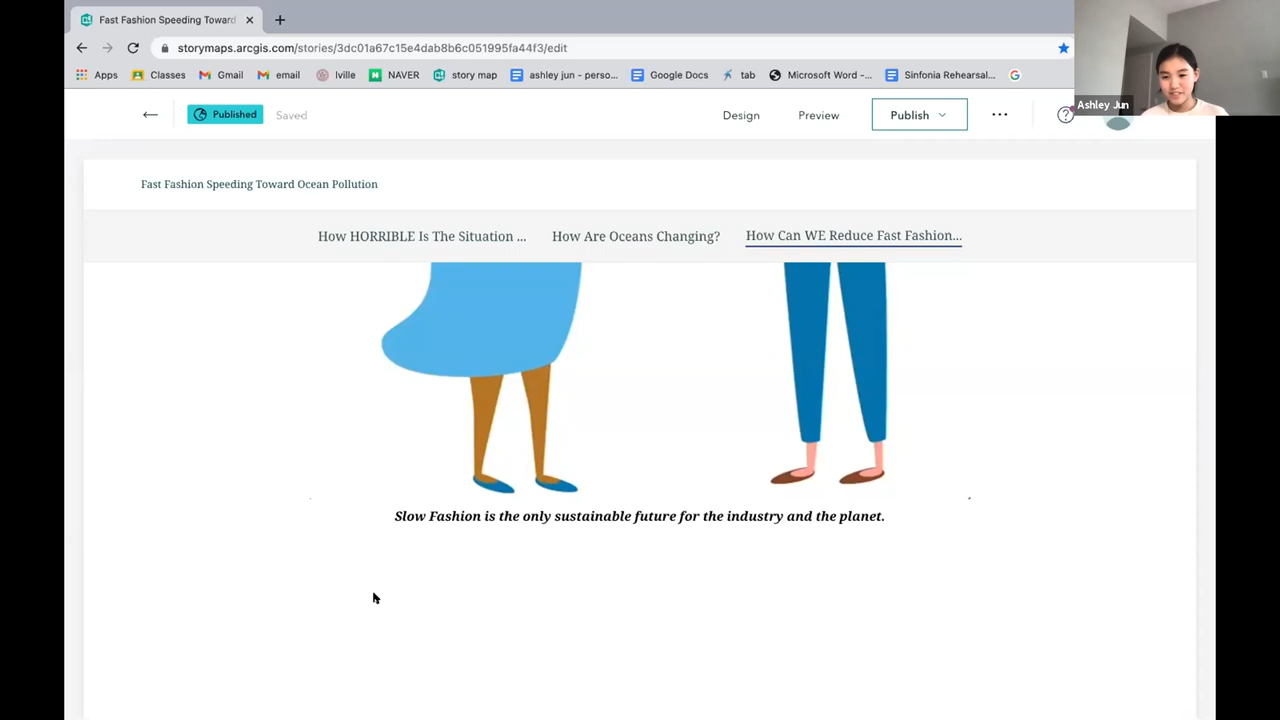 Fast Fashion Speeding Toward
storymaps.arcgis.com/stories/3dc01a67c15e4dab8b6c051995fa44f3/edit
Apps Classes Gmail email lville NAVER story map ashley jun - perso... Google Docs tab Microsoft Word -... Sinfonia Rehearsal...
Ashley Jun
Published Saved Design Preview Publish
Fast Fashion Speeding Toward Ocean Pollution
How HORRIBLE Is The Situation ... How Are Oceans Changing? How Can WE Reduce Fast Fashion...
Slow Fashion is the only sustainable future for the industry and the planet.